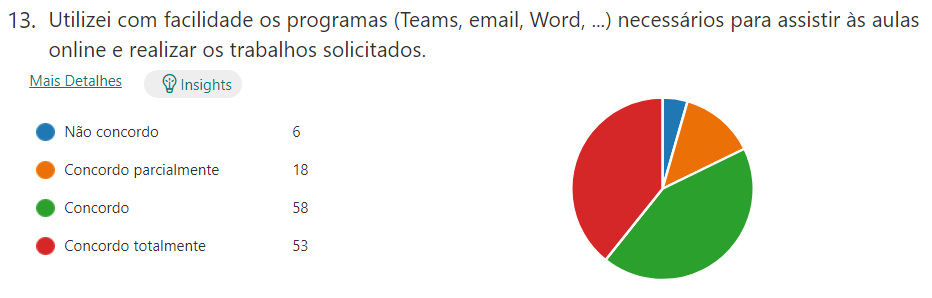 13. Utilizei com facilidade os programas (Teams, email, Word, ...) necessários para assistir às aulas
online e realizar os trabalhos solicitados.
Mais Detalhes
Insights
Não concordo 6
Concordo parcialmente 18
Concordo 58
Concordo totalmente 53